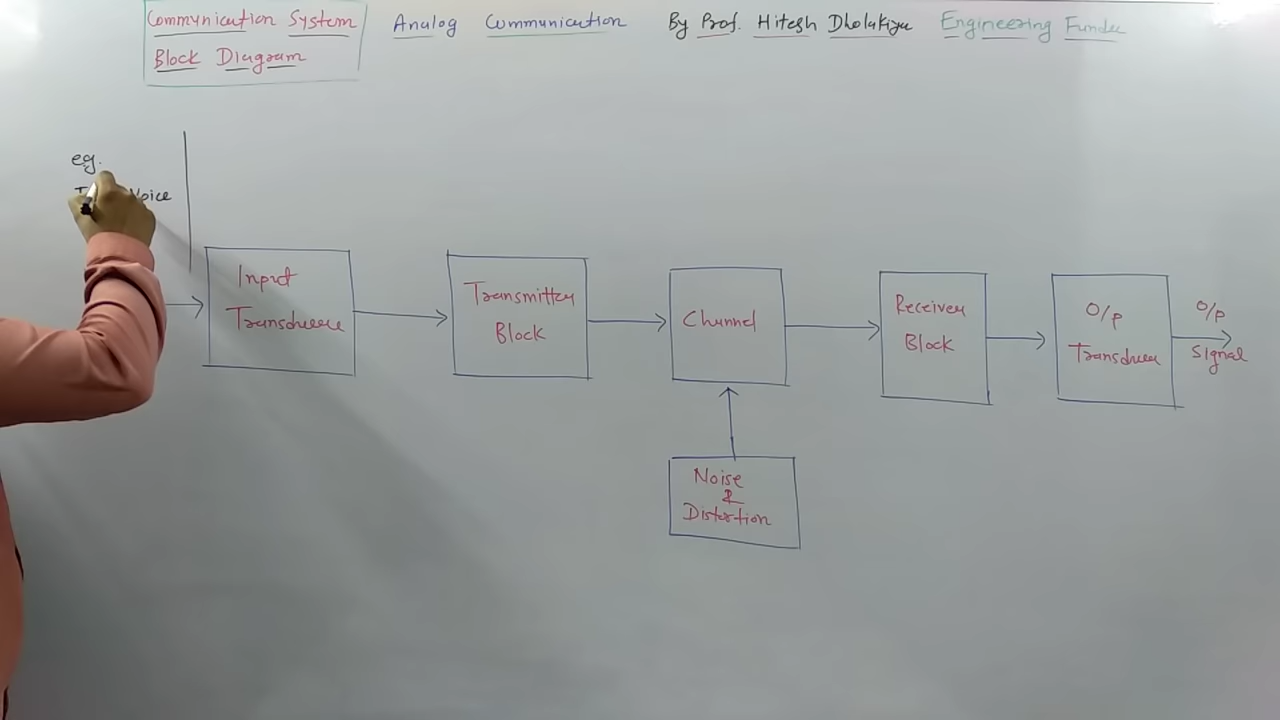 Communication System
Block Diagram
Analog Communication
By Prof. Hitesh Dholakiya
Engineering Funda
eg.
Voice
Input
Transducer
Transmitter
Block
Channel
Receiver
Block
O/p
Transducer
O/p
Signal
Noise
&
Distortion